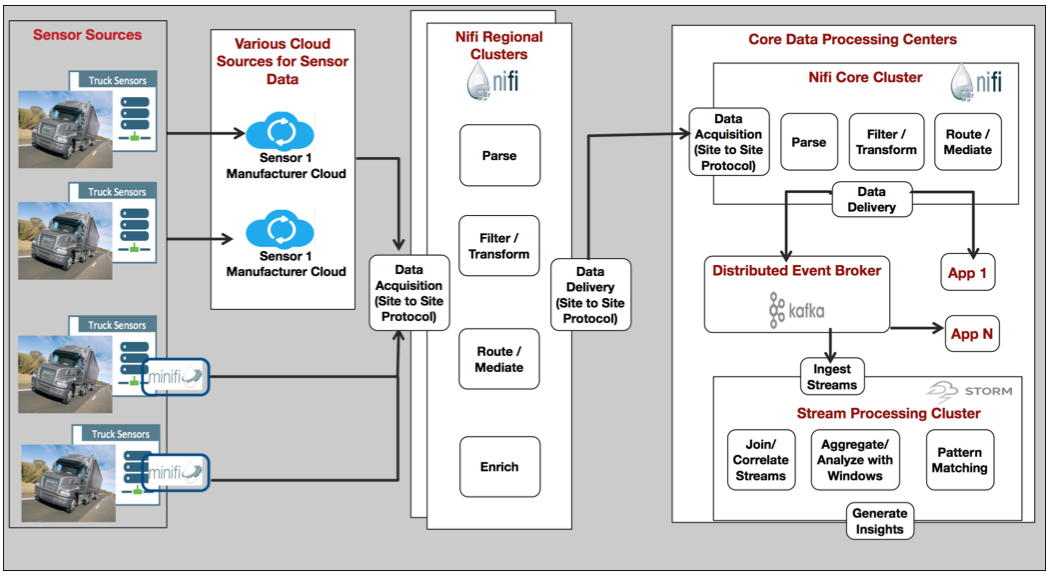 Sensor Sources
Truck Sensors
Truck Sensors
Truck Sensors
minifi
Truck Sensors
minifi
Various Cloud
Sources for Sensor
Data
Sensor 1
Manufacturer Cloud
Sensor 1
Manufacturer Cloud
Data
Acquisition
(Site to Site
Protocol)
Nifi Regional
Clusters
nifi
Parse
Filter /
Transform
Route /
Mediate
Enrich
Data
Delivery
(Site to Site
Protocol)
Core Data Processing Centers
Nifi Core Cluster
nifi
Data
Acquisition
(Site to Site
Protocol)
Parse
Filter /
Transform
Route /
Mediate
Data
Delivery
Distributed Event Broker
kafka
App 1
App N
Ingest
Streams
STORM
Stream Processing Cluster
Join/
Correlate
Streams
Aggregate/
Analyze with
Windows
Pattern
Matching
Generate
Insights